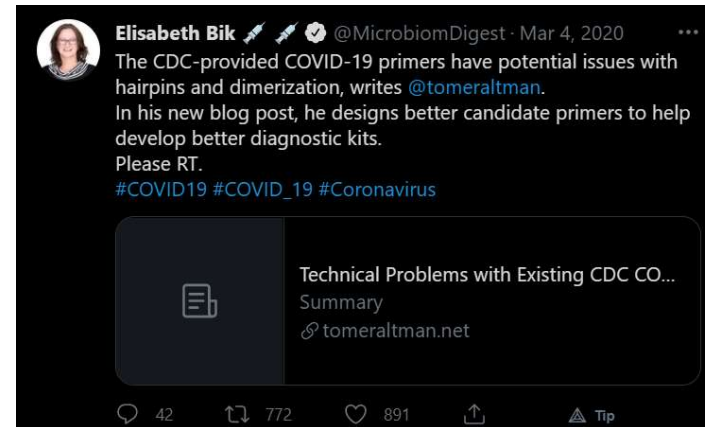 Elisabeth Bik @MicrobiomDigest · Mar 4, 2020
The CDC-provided COVID-19 primers have potential issues with
hairpins and dimerization, writes @tomeraltman.
In his new blog post, he designs better candidate primers to help
develop better diagnostic kits.
Please RT.
#COVID19 #COVID_19 #Coronavirus
Technical Problems with Existing CDC CO...
Summary
tomeraltman.net
42 772 891 Tip